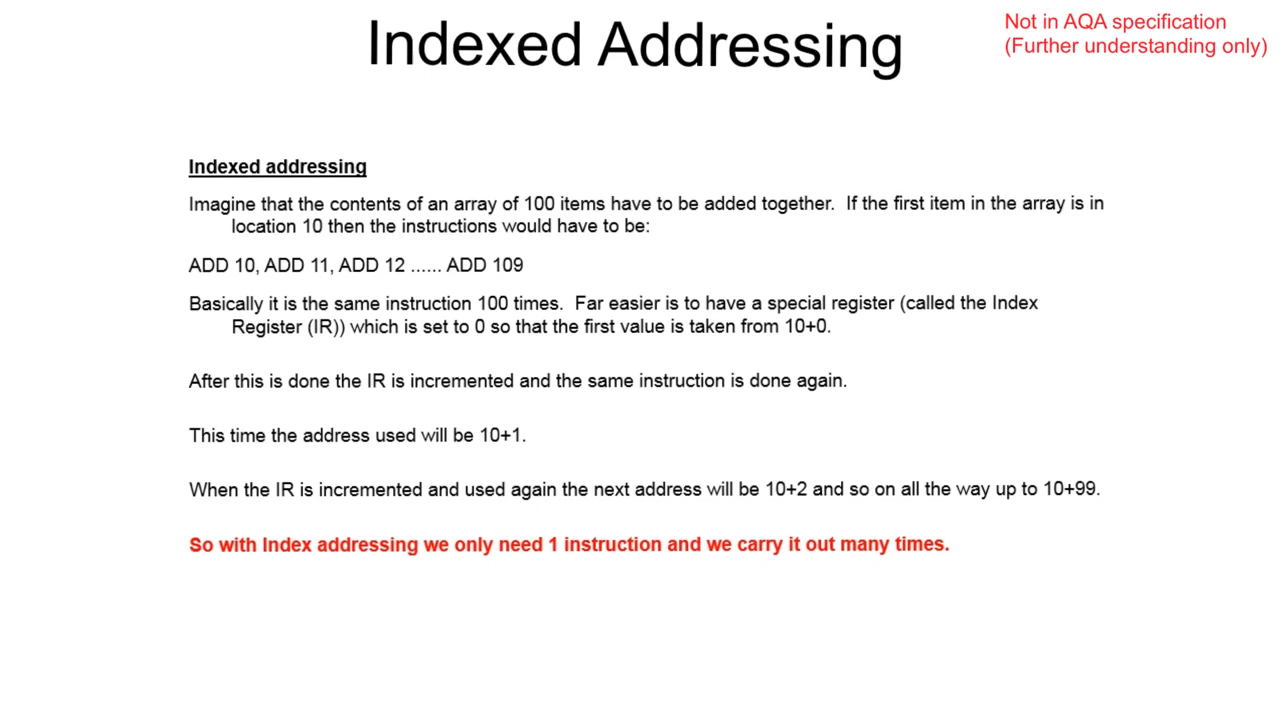 Indexed Addressing
Not in AQA specification
(Further understanding only)
Indexed addressing
Imagine that the contents of an array of 100 items have to be added together. If the first item in the array is in
location 10 then the instructions would have to be:
ADD 10, ADD 11, ADD 12 ...... ADD 109
Basically it is the same instruction 100 times. Far easier is to have a special register (called the Index
Register (IR)) which is set to 0 so that the first value is taken from 10+0.
After this is done the IR is incremented and the same instruction is done again.
This time the address used will be 10+1.
When the IR is incremented and used again the next address will be 10+2 and so on all the way up to 10+99.
So with Index addressing we only need 1 instruction and we carry it out many times.